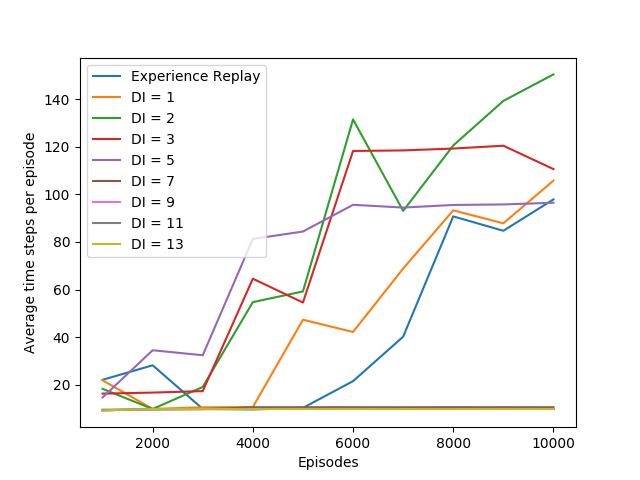 Experience Replay
DI = 1
DI = 2
DI = 3
DI = 5
DI = 7
DI = 9
DI = 11
DI = 13
140
120
100
80
60
40
20
Average time steps per episode
2000 4000 6000 8000 10000
Episodes